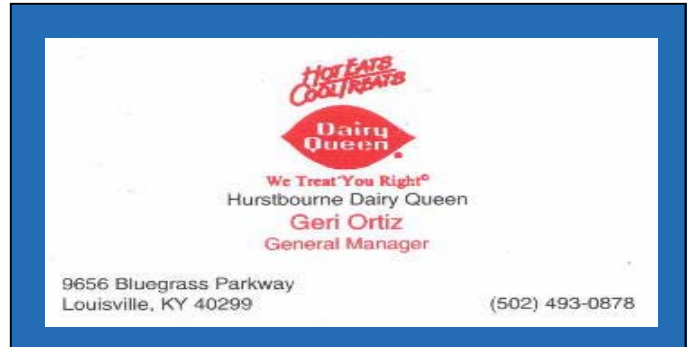 HOT EATS
COOL TREATS
Dairy
Queen
We Treat You Right®
Hurstbourne Dairy Queen
Geri Ortiz
General Manager
9656 Bluegrass Parkway
Louisville, KY 40299
(502) 493-0878